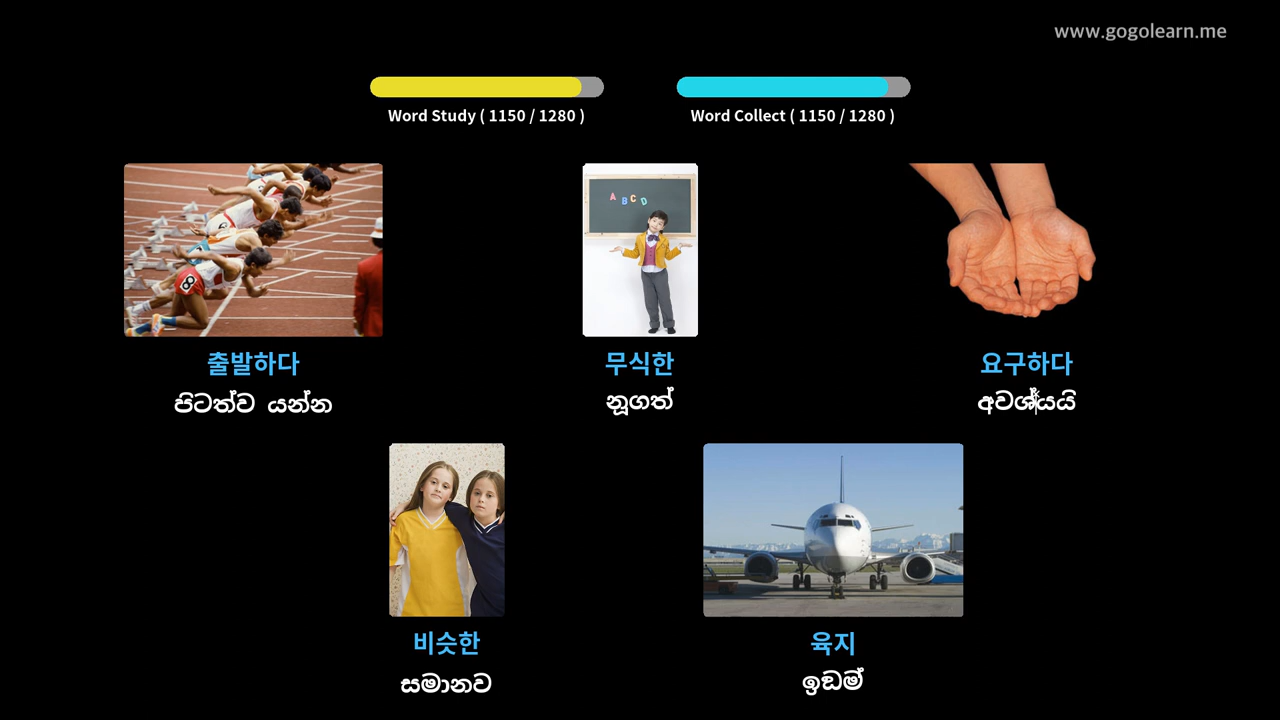 www.gogolearn.me
Word Study ( 1150 / 1280 )
Word Collect ( 1150 / 1280 )
A B C D
8
출발하다
පිටත්ව යන්න
무식한
නූගත්
요구하다
අවශ්‍යයි
비슷한
සමානව
육지
ඉඩම්